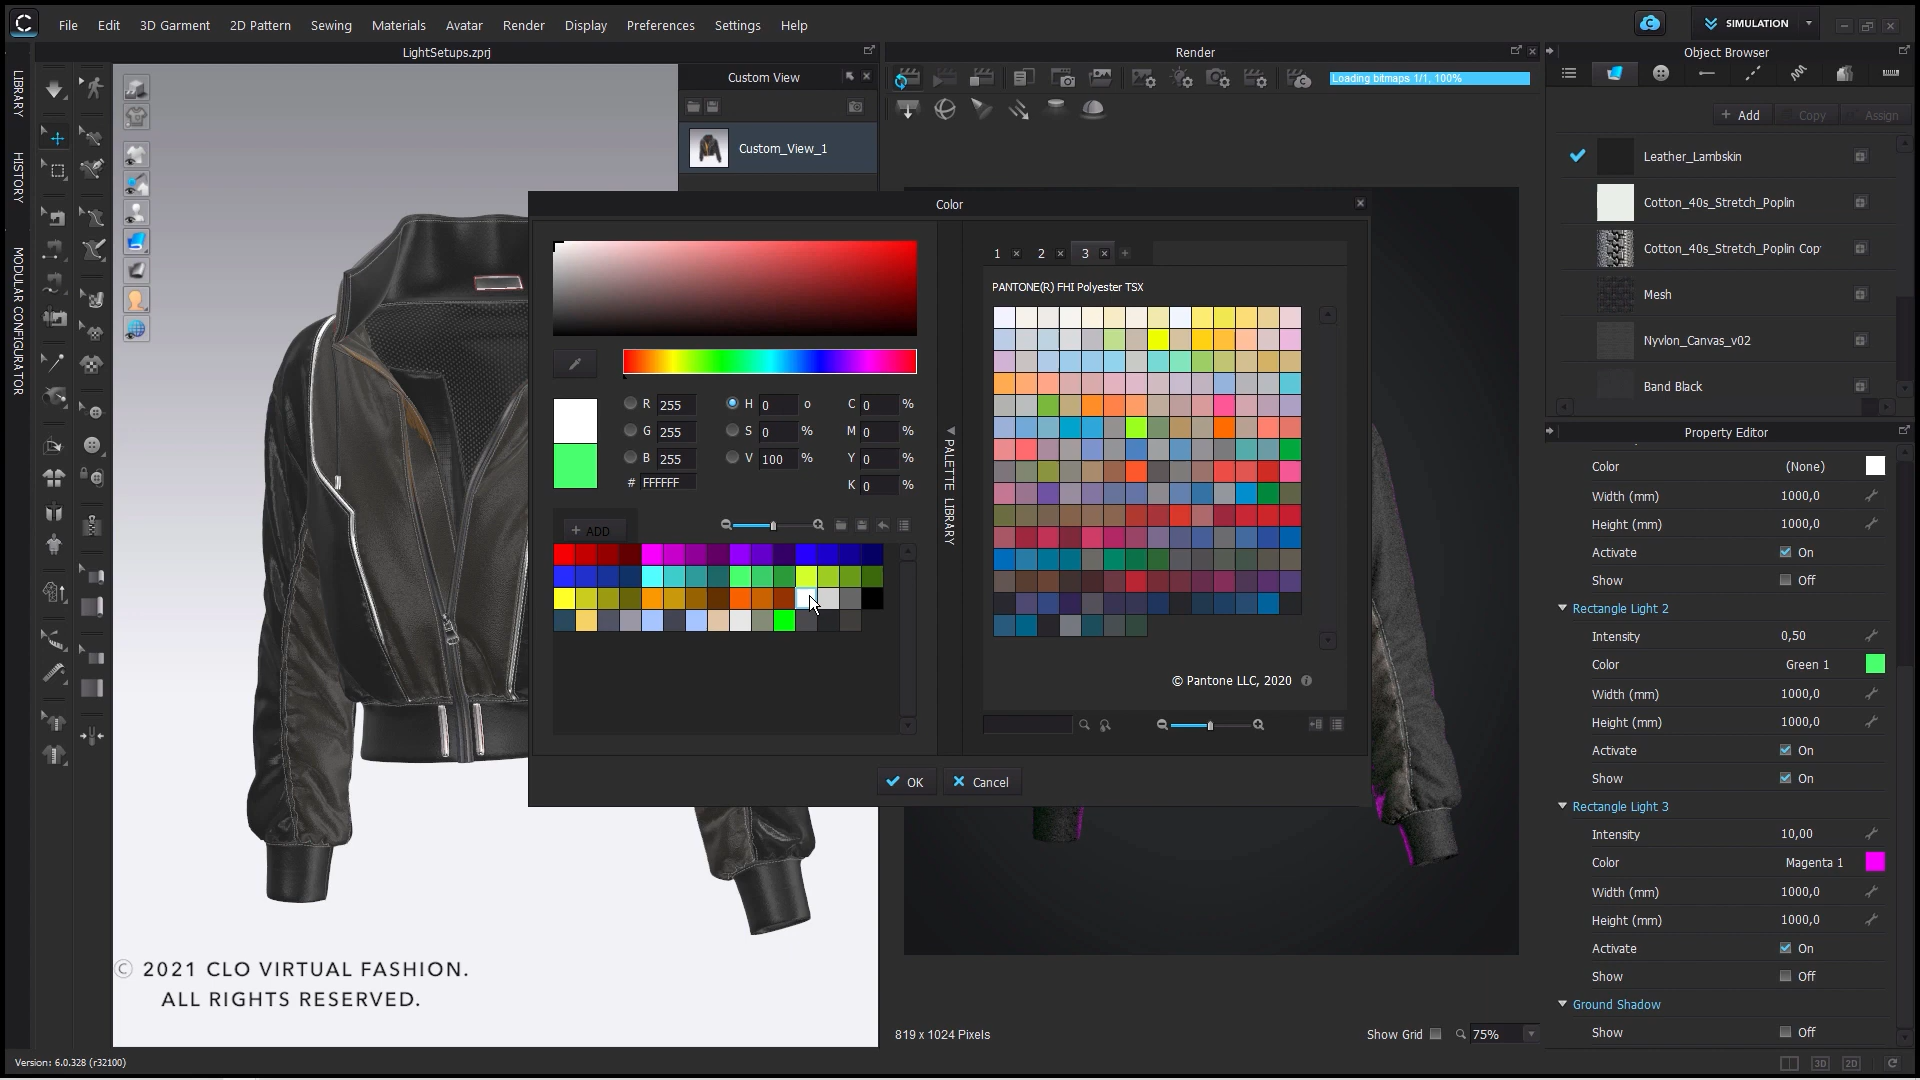 File Edit 3D Garment 2D Pattern Sewing Materials Avatar Render Display Preferences Settings Help
SIMULATION
LightSetups.zprj
Render
Object Browser
LIBRARY
HISTORY
MODULAR CONFIGURATOR
Custom View
Custom_View_1
Loading bitmaps 1/1, 100%
+ Add Copy Assign
Leather_Lambskin
Cotton_40s_Stretch_Poplin
Cotton_40s_Stretch_Poplin Cop
Mesh
Nyvlon_Canvas_v02
Band Black
Color
R 255 H 0 o C 0 %
G 255 S 0 % M 0 %
B 255 V 100 % Y 0 %
# FFFFFF K 0 %
+ ADD
PALETTE LIBRARY
1 2 3
PANTONE(R) FHI Polyester TSX
© Pantone LLC, 2020
OK Cancel
Property Editor
Color (None)
Width (mm) 1000,0
Height (mm) 1000,0
Activate On
Show Off
Rectangle Light 2
Intensity 0,50
Color Green 1
Width (mm) 1000,0
Height (mm) 1000,0
Activate On
Show On
Rectangle Light 3
Intensity 10,00
Color Magenta 1
Width (mm) 1000,0
Height (mm) 1000,0
Activate On
Show Off
Ground Shadow
Show Off
© 2021 CLO VIRTUAL FASHION.
ALL RIGHTS RESERVED.
819 x 1024 Pixels
Show Grid 75%
Version: 6.0.328 (r32100)
3D 2D